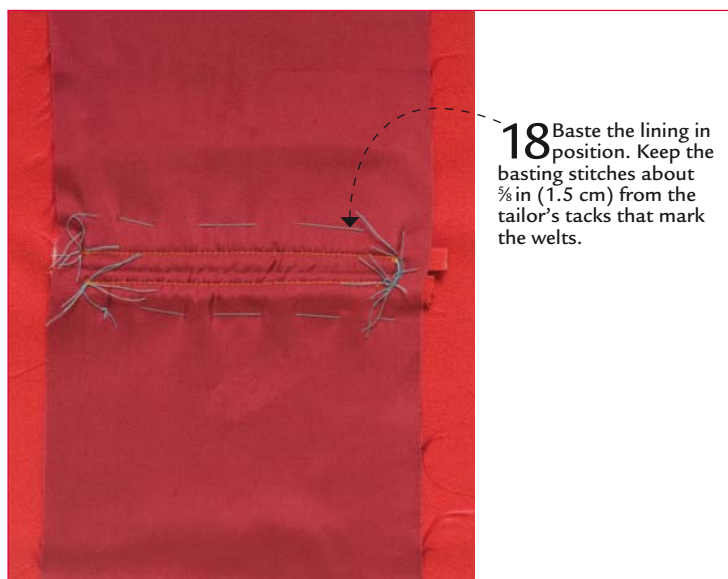 18 Baste the lining in
position. Keep the
basting stitches about
⅝ in (1.5 cm) from the
tailor’s tacks that mark
the welts.